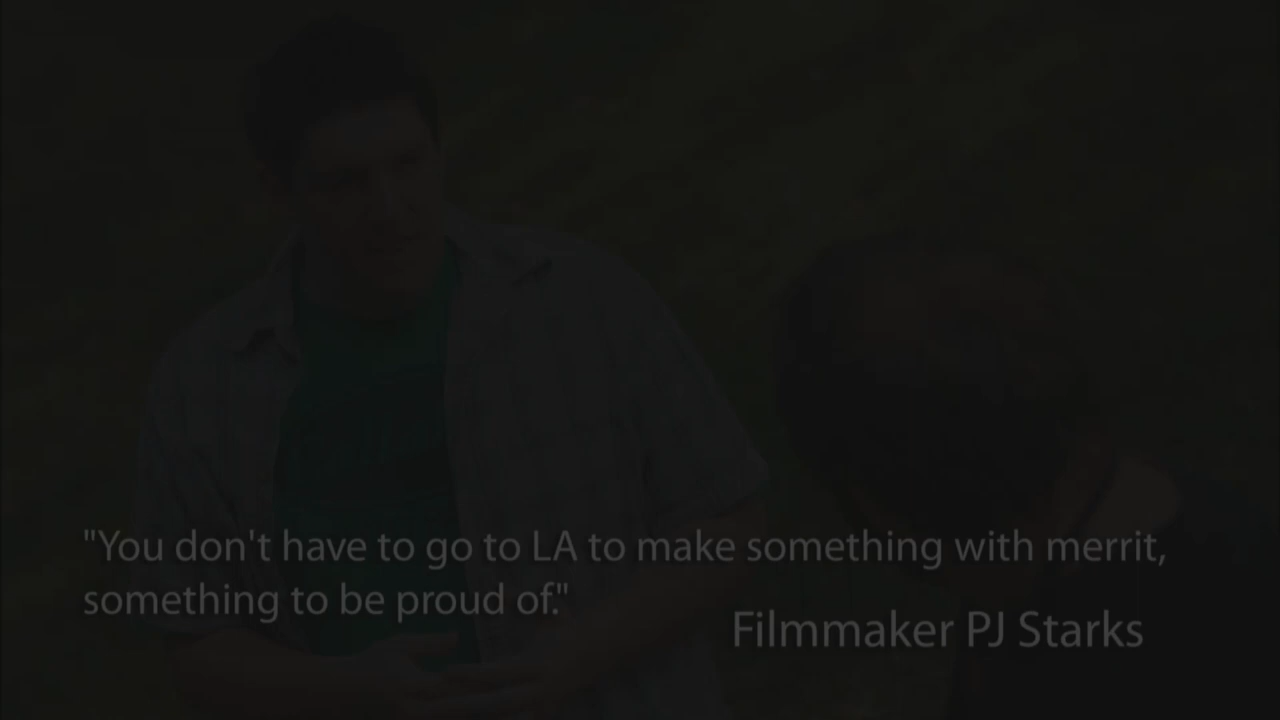 "You don't have to go to LA to make something with merrit,
something to be proud of."
Filmmaker PJ Starks